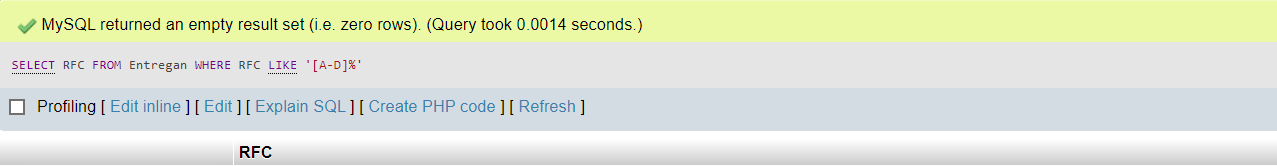 MySQL returned an empty result set (i.e. zero rows). (Query took 0.0014 seconds.)
SELECT RFC FROM Entregan WHERE RFC LIKE '[A-D]%'
Profiling [ Edit inline ] [ Edit ] [ Explain SQL ] [ Create PHP code ] [ Refresh ]
RFC